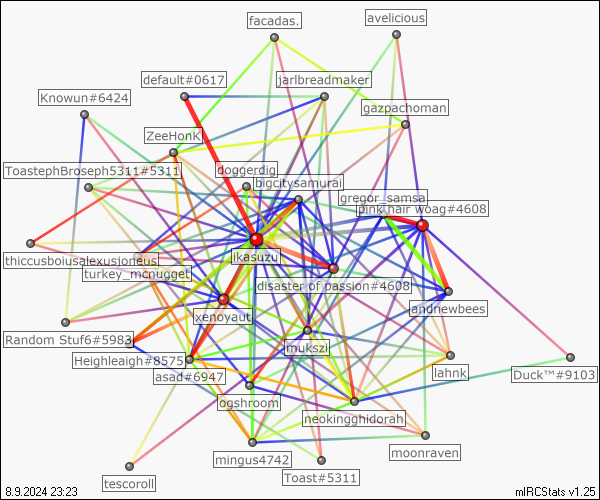 facadas.
avelicious
default#0617
jarlbreadmaker
Knowun#6424
gazpachoman
ZeeHonK
ToastephBroseph5311#5311
doggerdig
bigcitysamurai
gregor_samsa
pink hair woag#4608
thiccusboiusalexusjorieus
ikasuzu
turkey_mcnugget
disaster of passion#4608
andnewbees
xenoyaut
Random Stuf6#5983
mukszi
Heighleaigh#8575
lahnk
Duck™#9103
asad#6947
ogshroom
neokingghidorah
moonraven
mingus4742
Toast#5311
tescoroll
8.9.2024 23:23
mIRCStats v1.25